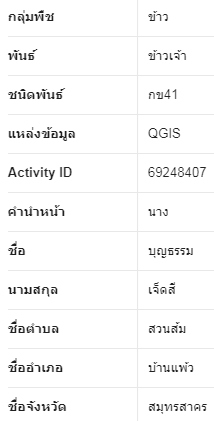 กลุ่มพืช ข้าว
พันธ์ ข้าวเจ้า
ชนิดพันธ์ กข41
แหล่งข้อมูล QGIS
Activity ID 69248407
คำนำหน้า นาง
ชื่อ บุญธรรม
นามสกุล เจ็ดสี
ชื่อตำบล สวนส้ม
ชื่ออำเภอ บ้านแพ้ว
ชื่อจังหวัด สมุทรสาคร